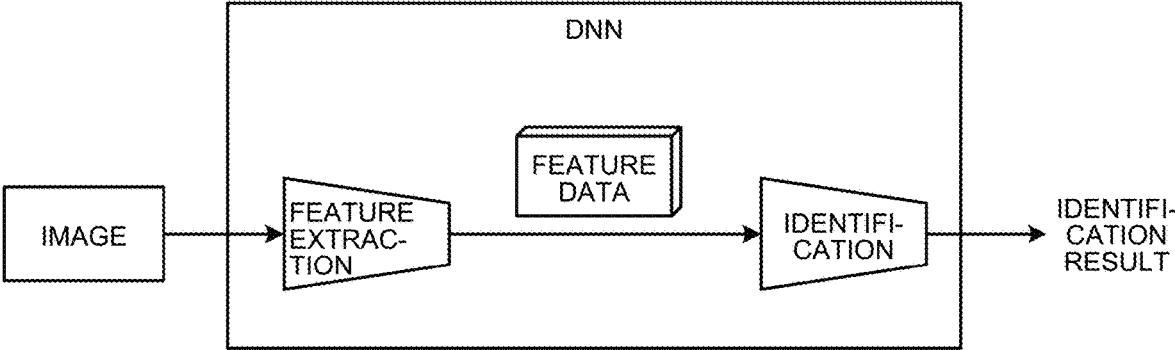 DNN
IMAGE
FEATURE
EXTRAC-
TION
FEATURE
DATA
IDENTIFI-
CATION
IDENTIFI-
CATION
RESULT